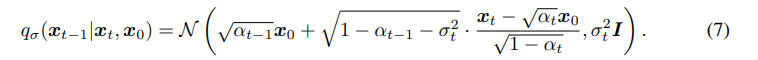 q_σ(x_{t−1}|x_t, x_0) = 𝒩 ( √α_{t−1} x_0 + √(1 − α_{t−1} − σ_t^2) · (x_t − √α_t x_0) / √(1 − α_t), σ_t^2 I ) . (7)